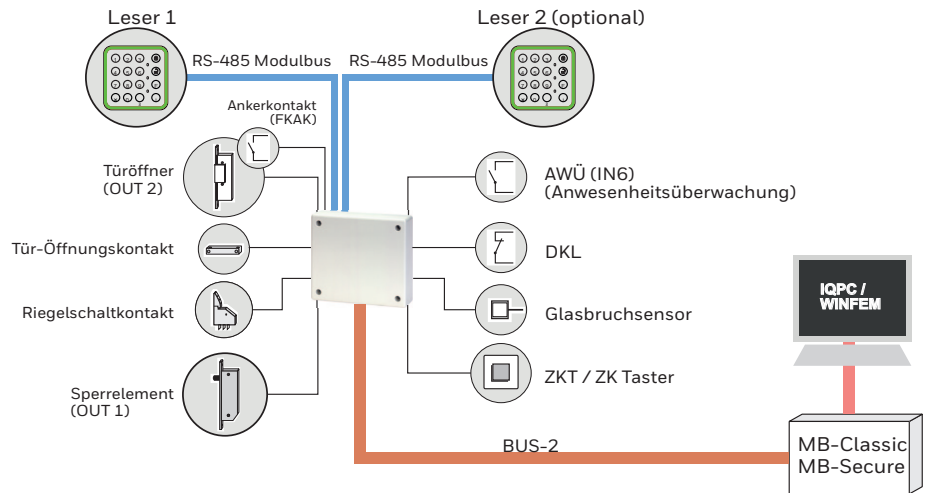 Leser 1
Leser 2 (optional)
RS-485 Modulbus
RS-485 Modulbus
Ankerkontakt
(FKAK)
Türöffner
(OUT 2)
AWÜ (IN6)
(Anwesenheitsüberwachung)
Tür-Öffnungskontakt
DKL
Riegelschaltkontakt
Glasbruchsensor
IQPC /
WINFEM
Sperrelement
(OUT 1)
ZKT / ZK Taster
BUS-2
MB-Classic
MB-Secure